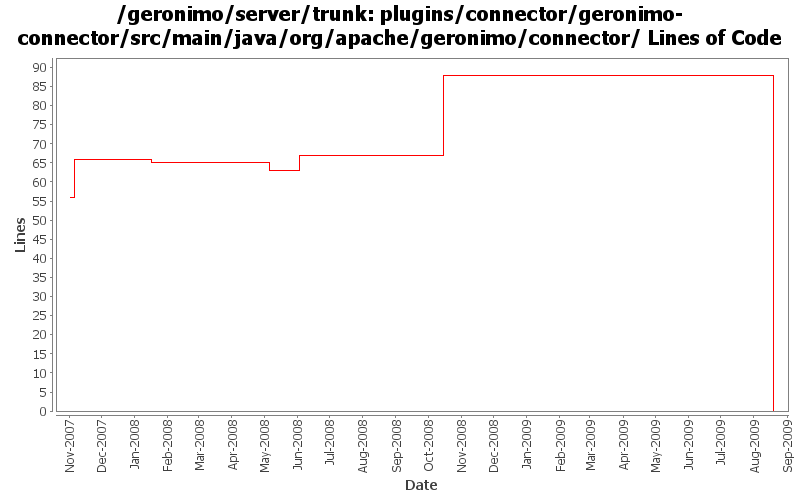 /geronimo/server/trunk: plugins/connector/geronimo-
connector/src/main/java/org/apache/geronimo/connector/ Lines of Code
90
85
80
75
70
65
60
55
50
45
40
35
30
25
20
15
10
5
0
Lines
Nov-2007
Dec-2007
Jan-2008
Feb-2008
Mar-2008
Apr-2008
May-2008
Jun-2008
Jul-2008
Aug-2008
Sep-2008
Oct-2008
Nov-2008
Dec-2008
Jan-2009
Feb-2009
Mar-2009
Apr-2009
May-2009
Jun-2009
Jul-2009
Aug-2009
Sep-2009
Date